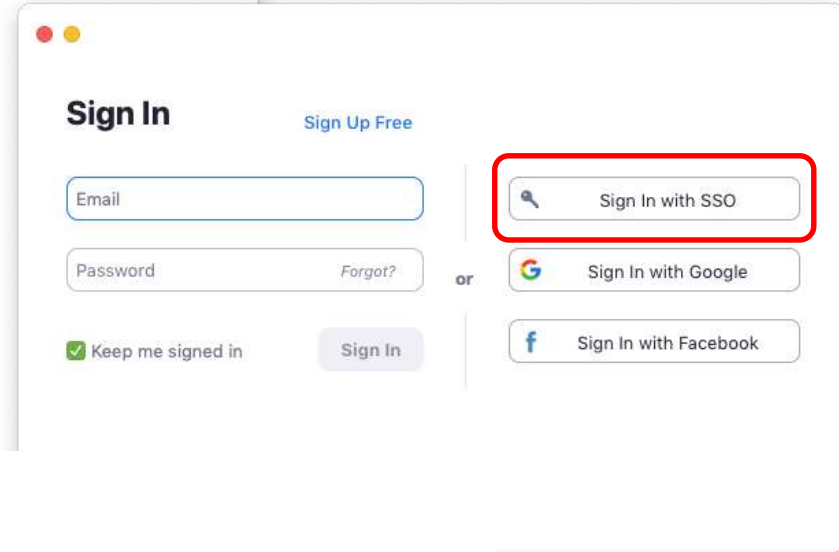 Sign In
Sign Up Free
Email
Password
Forgot?
Keep me signed in
Sign In
or
Sign In with SSO
Sign In with Google
Sign In with Facebook